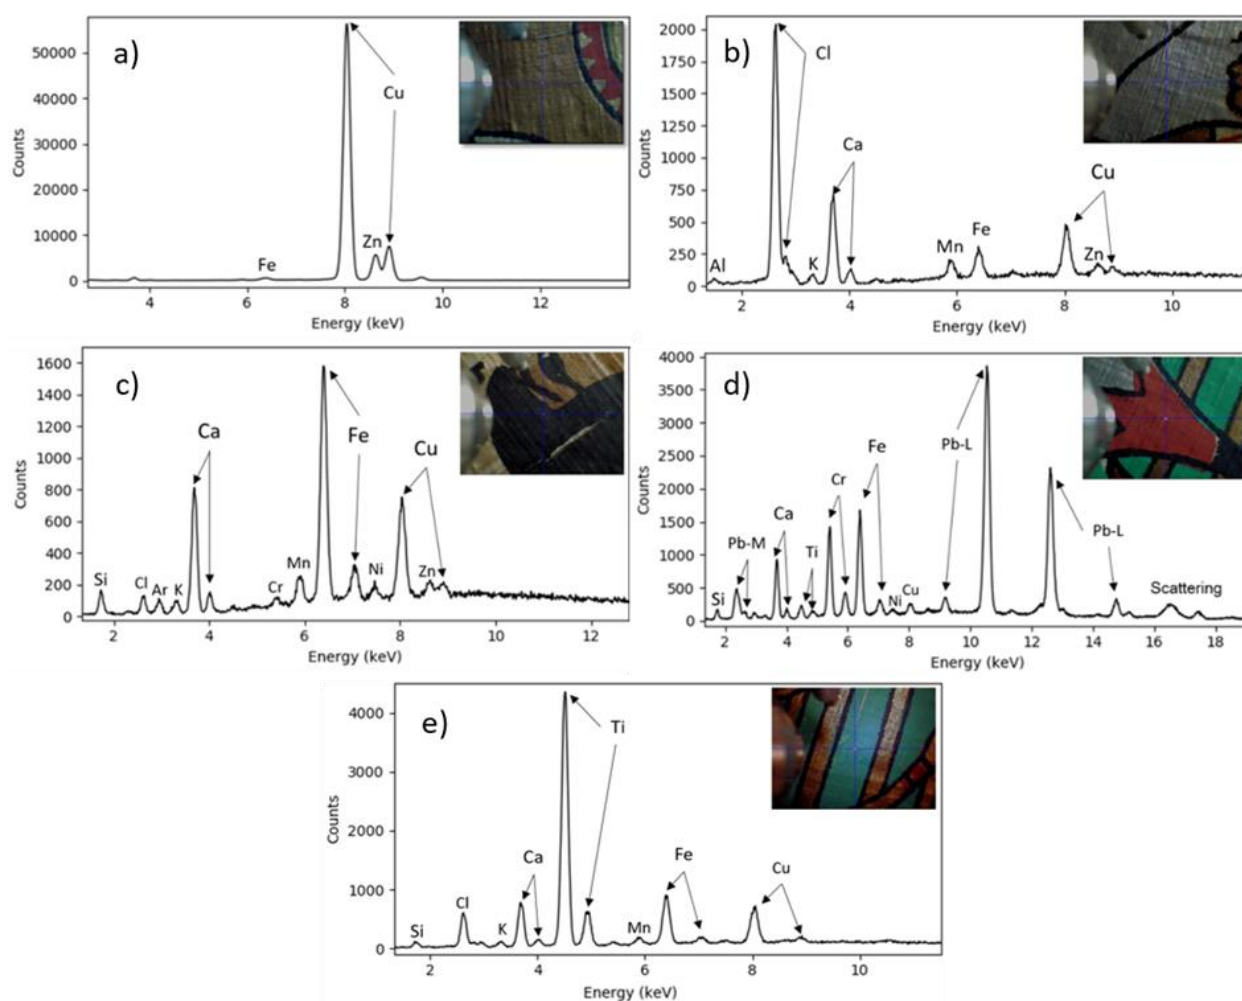 a)
50000
40000
30000
20000
10000
0
Counts
Cu
Zn
Fe
4 6 8 10 12
Energy (keV)
b)
2000
1750
1500
1250
1000
750
500
250
0
Counts
Cl
Ca
Cu
Al
K
Mn
Fe
Zn
2 4 6 8 10
Energy (keV)
c)
1600
1400
1200
1000
800
600
400
200
0
Counts
Ca
Fe
Cu
Si
Cl
Ar
K
Cr
Mn
Ni
Zn
2 4 6 8 10 12
Energy (keV)
d)
4000
3500
3000
2500
2000
1500
1000
500
0
Counts
Pb-L
Fe
Cr
Ca
Pb-M
Ti
Pb-L
Si
Ni
Cu
Scattering
2 4 6 8 10 12 14 16 18
Energy (keV)
e)
4000
3000
2000
1000
0
Counts
Ti
Ca
Fe
Cu
Cl
Si
K
Mn
2 4 6 8 10
Energy (keV)